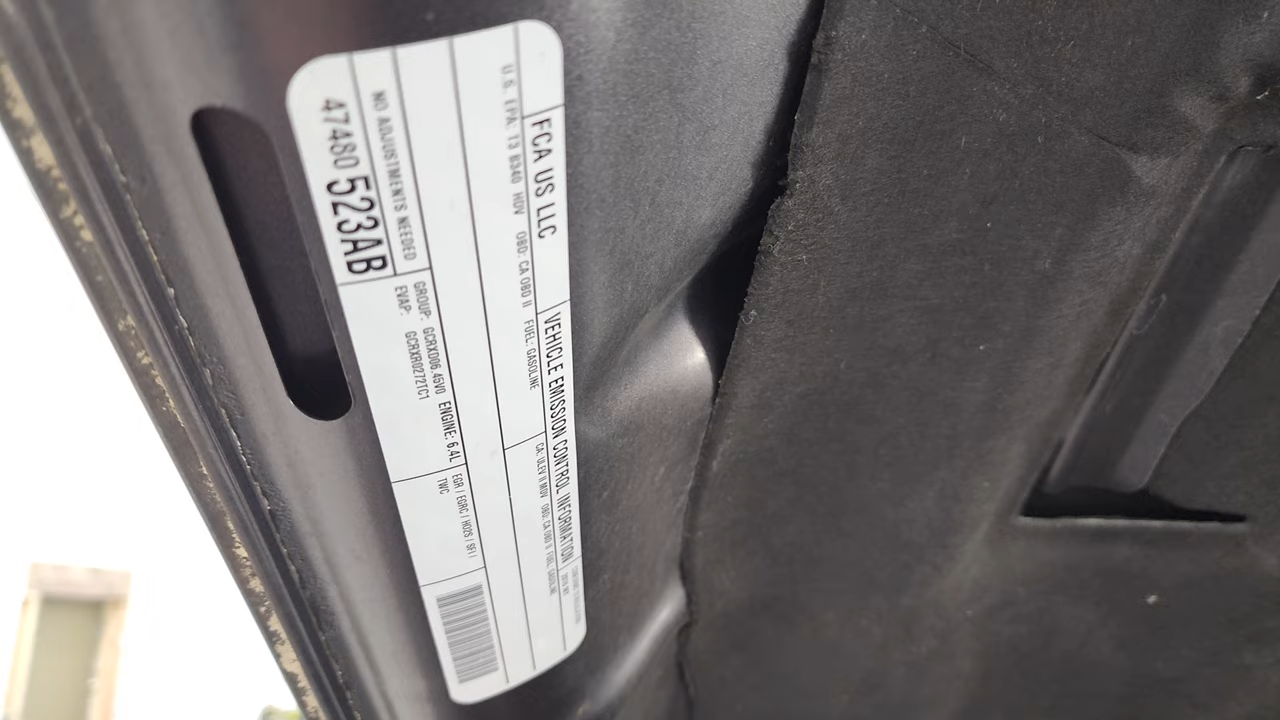 FCA US LLC
VEHICLE EMISSION CONTROL INFORMATION
U.S. EPA: T3 B340 HDV OBD: CA OBD II FUEL: GASOLINE
CA: ULEV II MDV OBD: CA OBD II FUEL: GASOLINE
NO ADJUSTMENTS NEEDED
47480 523AB
GROUP: GCRXD06.45V0 ENGINE: 6.4L
EVAP: GCRXR0272TC1
EGR / EGRC / HO2S / SFI /
TWC